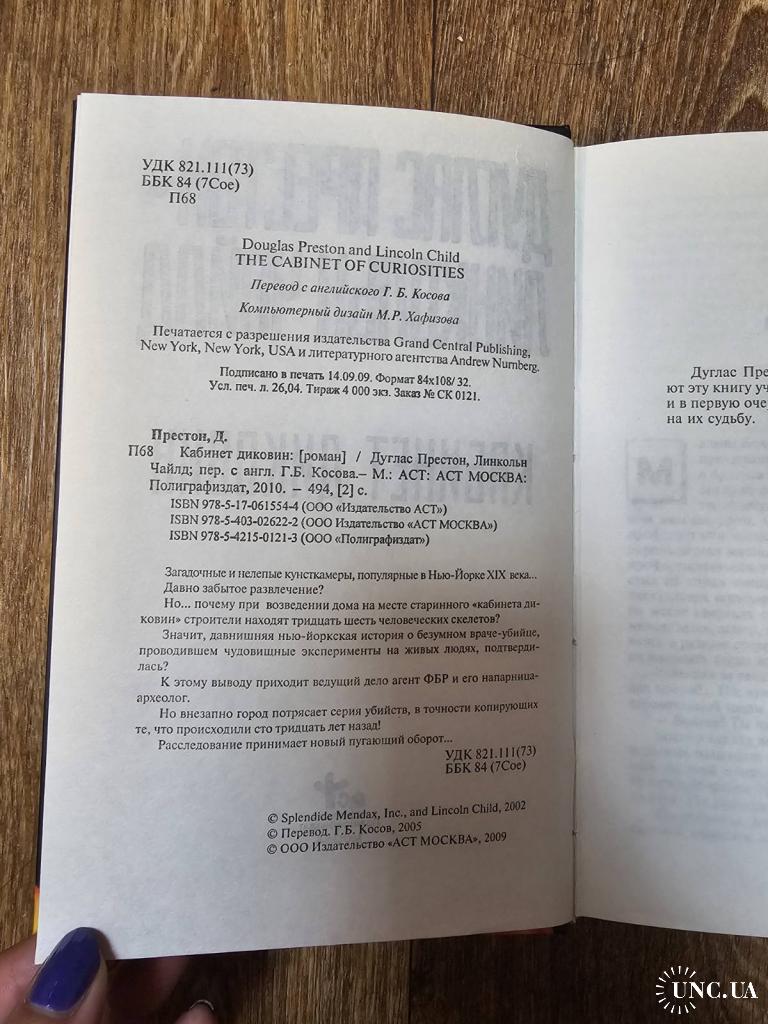 УДК 821.111(73)
ББК 84 (7Сое)
П68
Douglas Preston and Lincoln Child
THE CABINET OF CURIOSITIES
Перевод с английского Г. Б. Косова
Компьютерный дизайн М.Р. Хафизова
Печатается с разрешения издательства Grand Central Publishing,
New York, New York, USA и литературного агентства Andrew Nurnberg.
Подписано в печать 14.09.09. Формат 84x108/ 32.
Усл. печ. л. 26,04. Тираж 4 000 экз. Заказ № СК 0121.
Престон, Д.
П68 Кабинет диковин: [роман] / Дуглас Престон, Линкольн
Чайлд; пер. с англ. Г.Б. Косова.– М.: АСТ: АСТ МОСКВА:
Полиграфиздат, 2010. – 494, [2] с.
ISBN 978-5-17-061554-4 (ООО «Издательство АСТ»)
ISBN 978-5-403-02622-2 (ООО Издательство «АСТ МОСКВА»)
ISBN 978-5-4215-0121-3 (ООО «Полиграфиздат»)
Загадочные и нелепые кунсткамеры, популярные в Нью-Йорке XIX века...
Давно забытое развлечение?
Но... почему при возведении дома на месте старинного «кабинета ди-
ковин» строители находят тридцать шесть человеческих скелетов?
Значит, давнишняя нью-йоркская история о безумном враче-убийце,
проводившем чудовищные эксперименты на живых людях, подтверди-
лась?
К этому выводу приходит ведущий дело агент ФБР и его напарница-
археолог.
Но внезапно город потрясает серия убийств, в точности копирующих
те, что происходили сто тридцать лет назад!
Расследование принимает новый пугающий оборот...
УДК 821.111(73)
ББК 84 (7Сое)
© Splendide Mendax, Inc., and Lincoln Child, 2002
© Перевод. Г.Б. Косов, 2005
© ООО Издательство «АСТ МОСКВА», 2009
Дуглас Пре
ют эту книгу уч
и в первую оче
на их судьбу.
UNC.UA